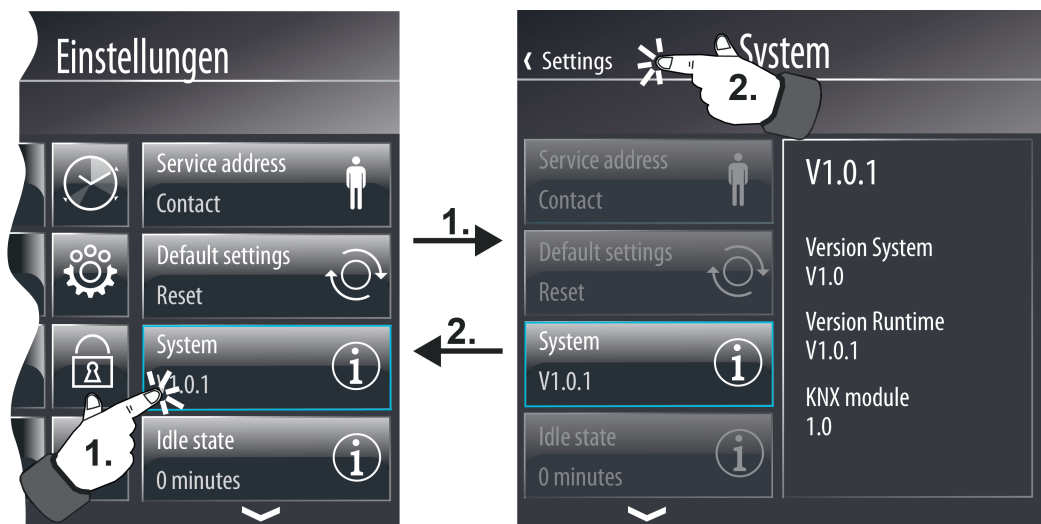 Einstellungen
Service address
Contact
Default settings
Reset
System
V1.0.1
Idle state
0 minutes
1.
1.
2.
‹ Settings
System
2.
Service address
Contact
Default settings
Reset
System
V1.0.1
Idle state
0 minutes
V1.0.1
Version System
V1.0
Version Runtime
V1.0.1
KNX module
1.0